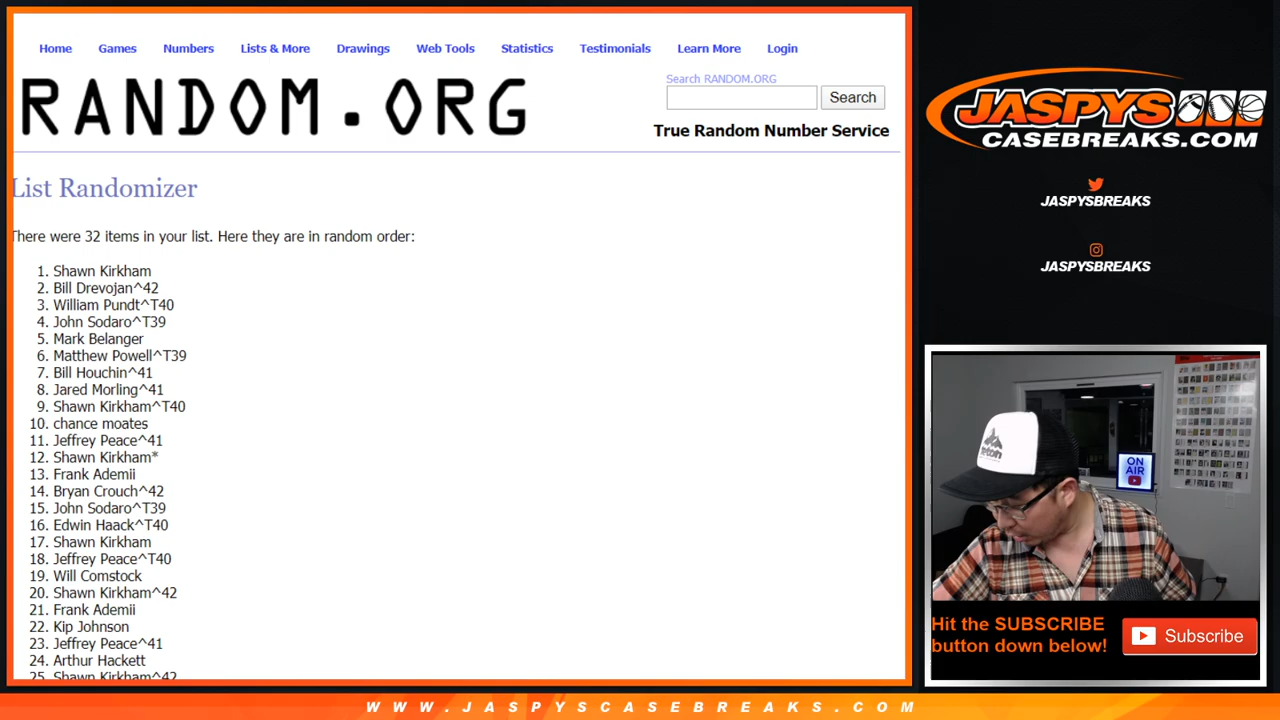 Home Games Numbers Lists & More Drawings Web Tools Statistics Testimonials Learn More Login
RANDOM.ORG
Search RANDOM.ORG
Search
True Random Number Service
List Randomizer
There were 32 items in your list. Here they are in random order:
1. Shawn Kirkham
2. Bill Drevojan^42
3. William Pundt^T40
4. John Sodaro^T39
5. Mark Belanger
6. Matthew Powell^T39
7. Bill Houchin^41
8. Jared Morling^41
9. Shawn Kirkham^T40
10. chance moates
11. Jeffrey Peace^41
12. Shawn Kirkham*
13. Frank Ademii
14. Bryan Crouch^42
15. John Sodaro^T39
16. Edwin Haack^T40
17. Shawn Kirkham
18. Jeffrey Peace^T40
19. Will Comstock
20. Shawn Kirkham^42
21. Frank Ademii
22. Kip Johnson
23. Jeffrey Peace^41
24. Arthur Hackett
25. Shawn Kirkham^42
JASPYS
CASEBREAKS.COM
JASPYSBREAKS
JASPYSBREAKS
ON
AIR
Hit the SUBSCRIBE
button down below!
Subscribe
WWW.JASPYSCASEBREAKS.COM